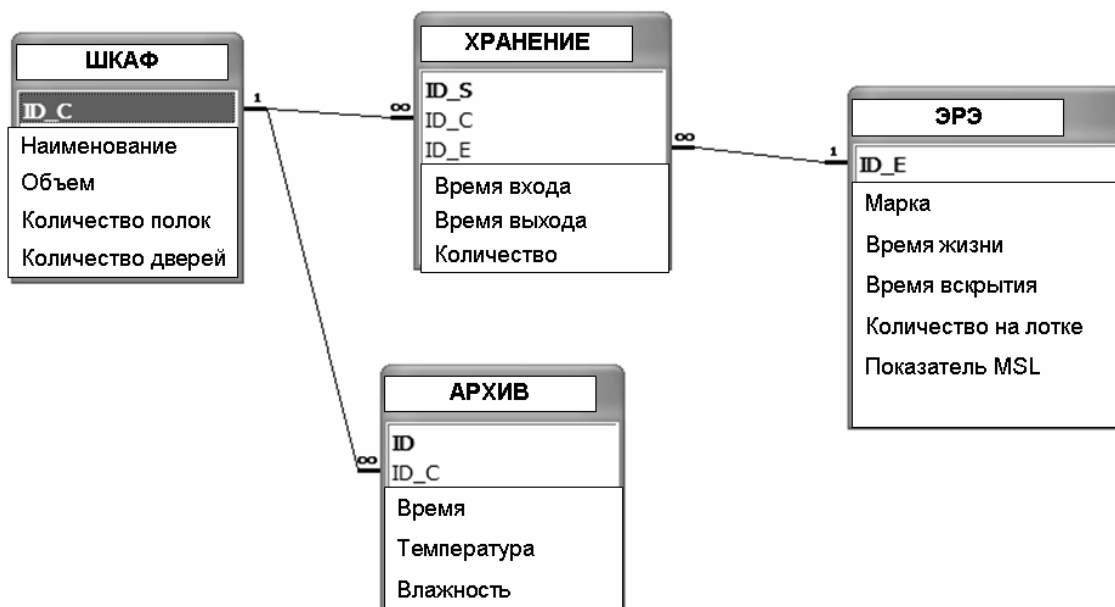 ШКАФ
ID_C
Наименование
Объем
Количество полок
Количество дверей
1
∞
ХРАНЕНИЕ
ID_S
ID_C
ID_E
Время входа
Время выхода
Количество
∞
1
ЭРЭ
ID_E
Марка
Время жизни
Время вскрытия
Количество на лотке
Показатель MSL
АРХИВ
∞
ID
ID_C
Время
Температура
Влажность